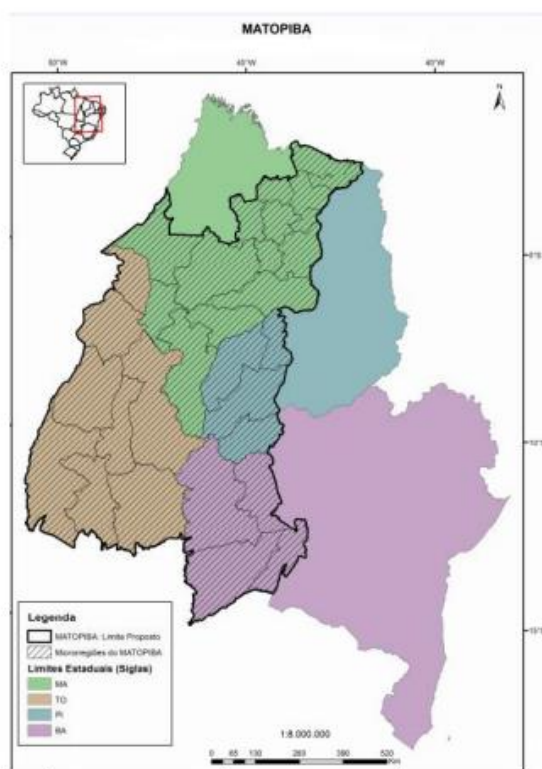 MATOPIBA
50°W
45°W
40°W
N
Legenda
MATOPIBA: Limite Proposto
Microrregiões do MATOPIBA
Limites Estaduais (Siglas)
MA
TO
PI
BA
1:8.000.000
0 65 130 260 390 520
Km